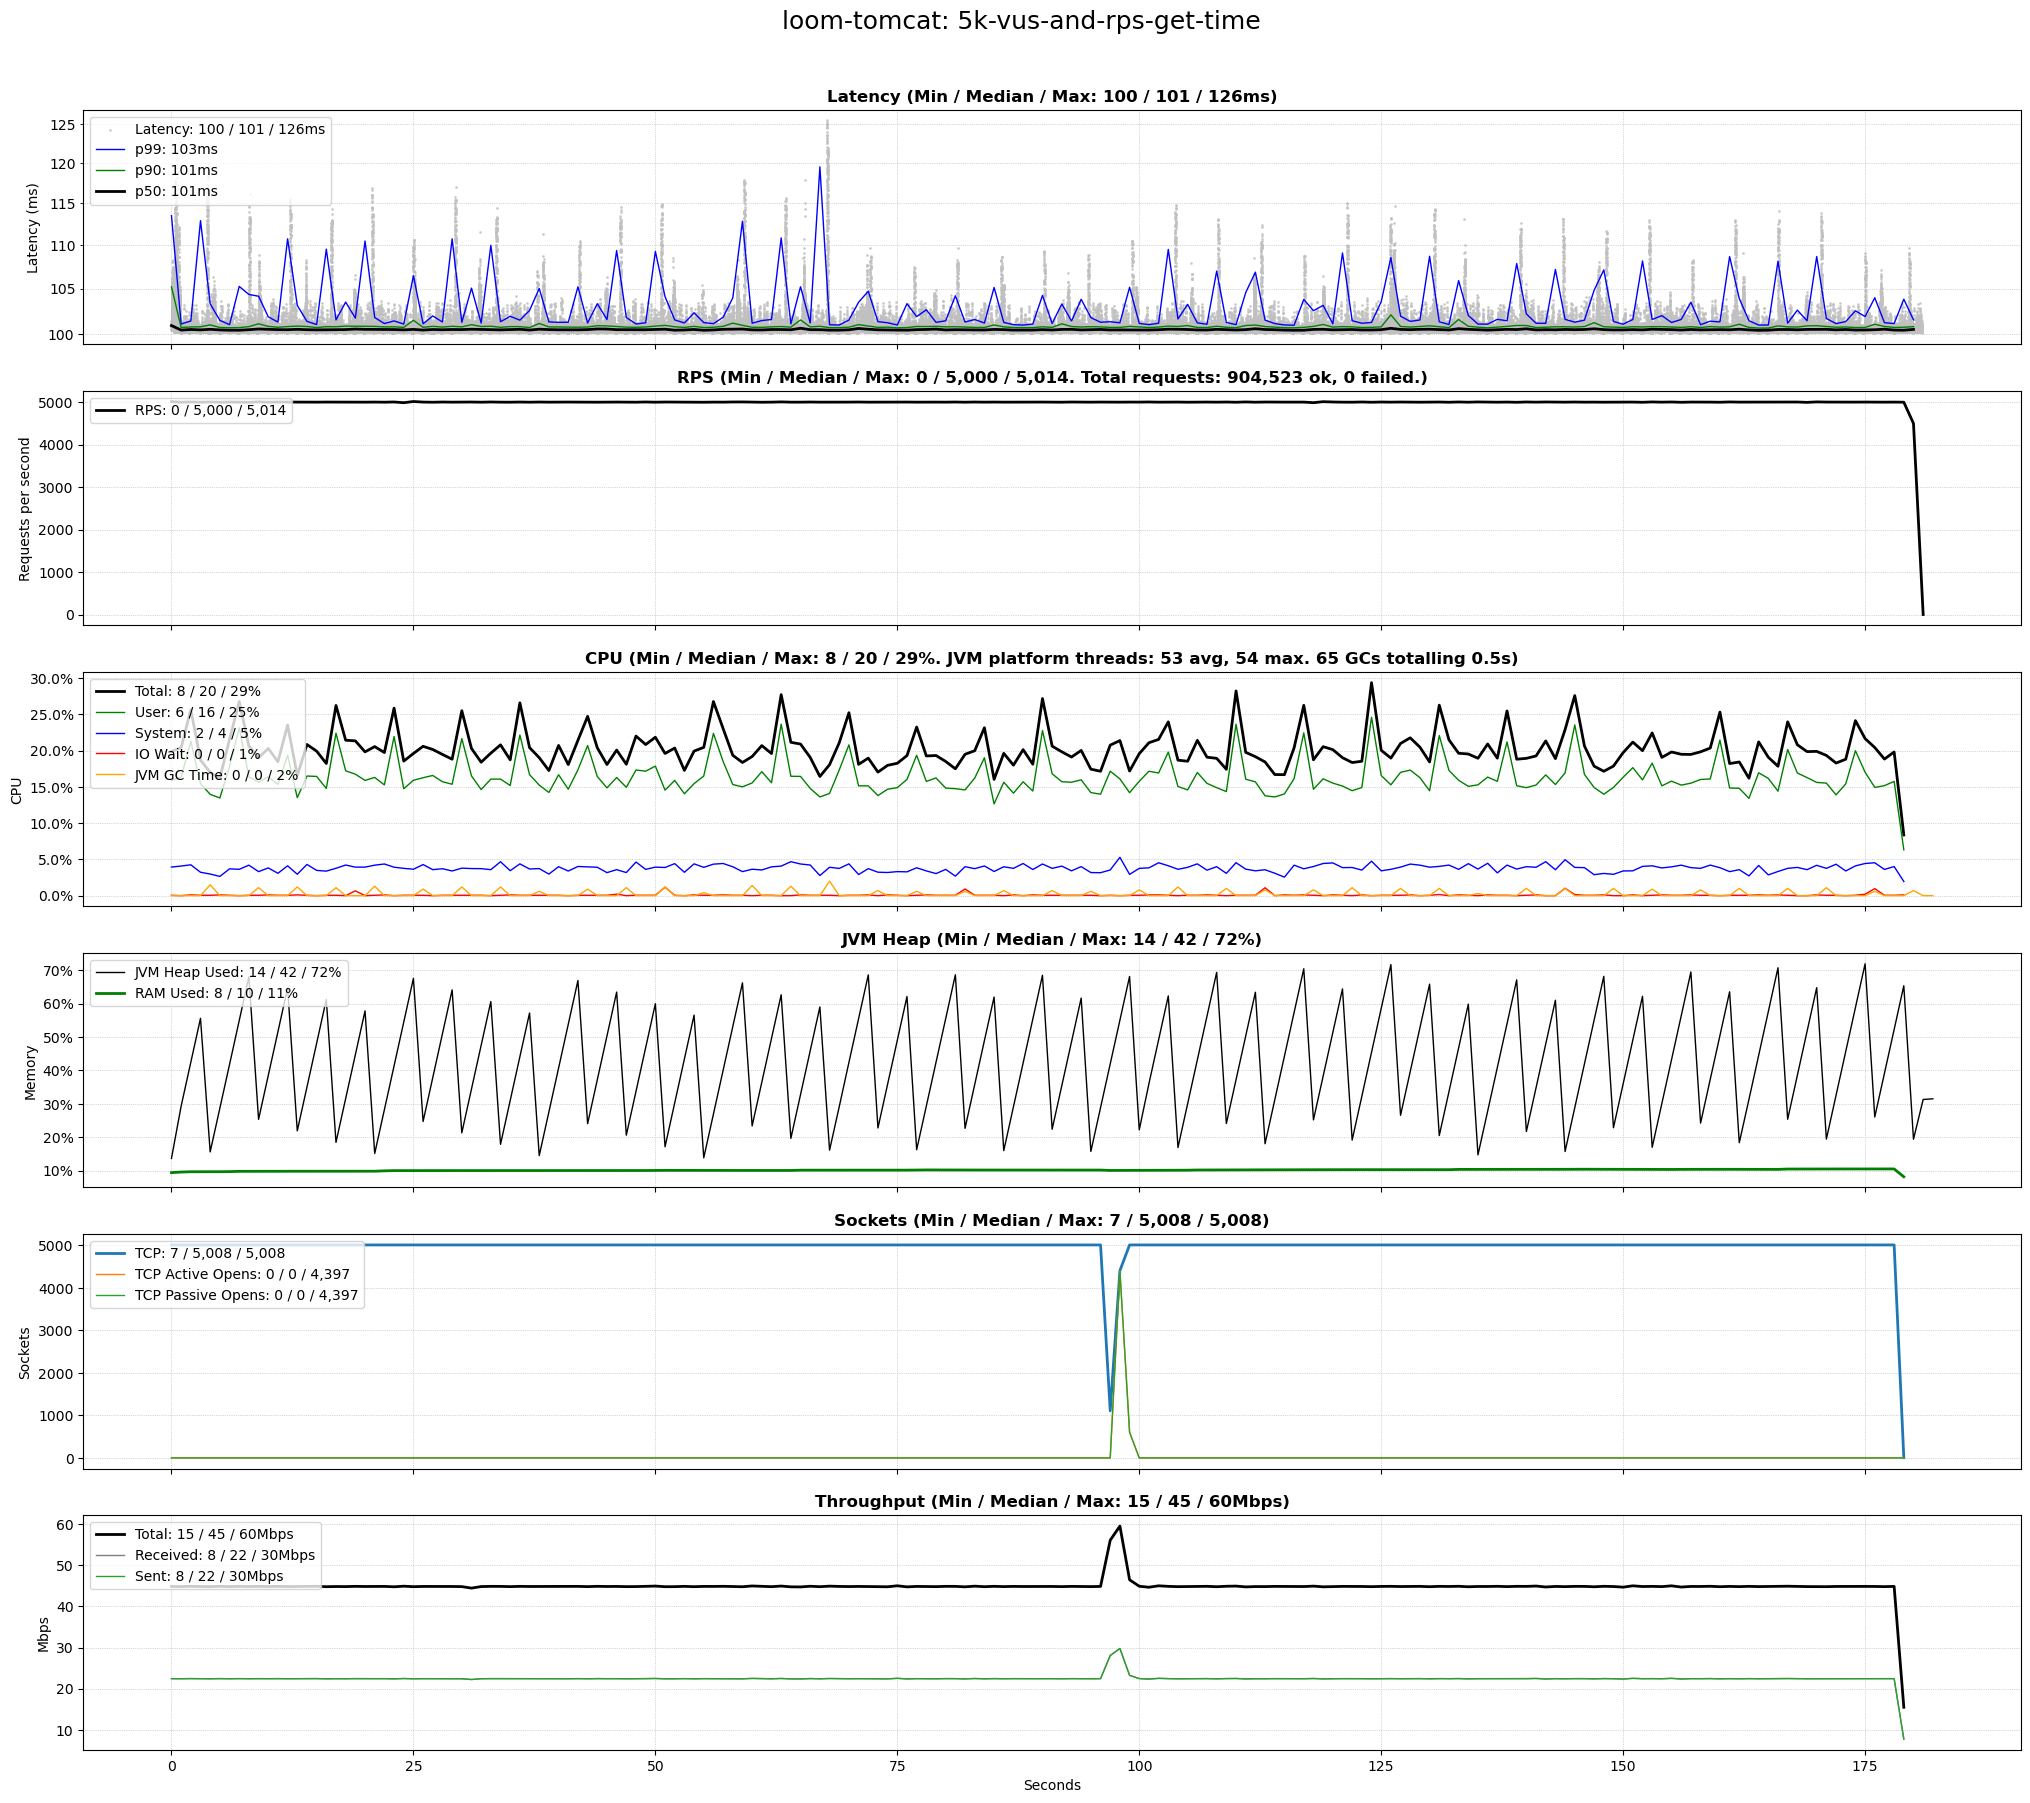 loom-tomcat: 5k-vus-and-rps-get-time
Latency (Min / Median / Max: 100 / 101 / 126ms)
Latency (ms)
125
120
115
110
105
100
Latency: 100 / 101 / 126ms
p99: 103ms
p90: 101ms
p50: 101ms
RPS (Min / Median / Max: 0 / 5,000 / 5,014. Total requests: 904,523 ok, 0 failed.)
Requests per second
5000
4000
3000
2000
1000
0
RPS: 0 / 5,000 / 5,014
CPU (Min / Median / Max: 8 / 20 / 29%. JVM platform threads: 53 avg, 54 max. 65 GCs totalling 0.5s)
CPU
30.0%
25.0%
20.0%
15.0%
10.0%
5.0%
0.0%
Total: 8 / 20 / 29%
User: 6 / 16 / 25%
System: 2 / 4 / 5%
IO Wait: 0 / 0 / 1%
JVM GC Time: 0 / 0 / 2%
JVM Heap (Min / Median / Max: 14 / 42 / 72%)
Memory
70%
60%
50%
40%
30%
20%
10%
JVM Heap Used: 14 / 42 / 72%
RAM Used: 8 / 10 / 11%
Sockets (Min / Median / Max: 7 / 5,008 / 5,008)
Sockets
5000
4000
3000
2000
1000
0
TCP: 7 / 5,008 / 5,008
TCP Active Opens: 0 / 0 / 4,397
TCP Passive Opens: 0 / 0 / 4,397
Throughput (Min / Median / Max: 15 / 45 / 60Mbps)
Mbps
60
50
40
30
20
10
Total: 15 / 45 / 60Mbps
Received: 8 / 22 / 30Mbps
Sent: 8 / 22 / 30Mbps
0 25 50 75 100 125 150 175
Seconds